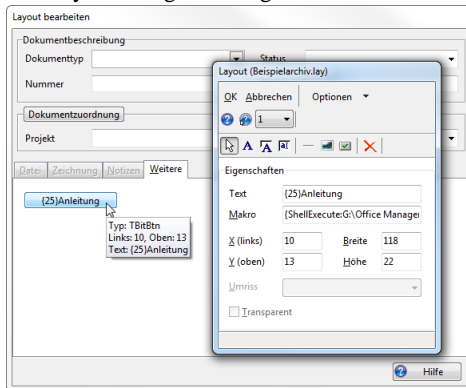 Layout bearbeiten
Dokumentbeschreibung
Dokumenttyp
Status
Nummer
Dokumentzuordnung
Projekt
Datei Zeichnung Notizen Weitere
{25}Anleitung
Typ: TBitBtn
Links: 10, Oben: 13
Text: {25}Anleitung
Layout (Beispielarchiv.lay)
OK Abbrechen Optionen
1
A A a
Eigenschaften
Text {25}Anleitung
Makro {ShellExecute:G:\Office Manager
X (links) 10 Breite 118
Y (oben) 13 Höhe 22
Umriss
Transparent
Hilfe